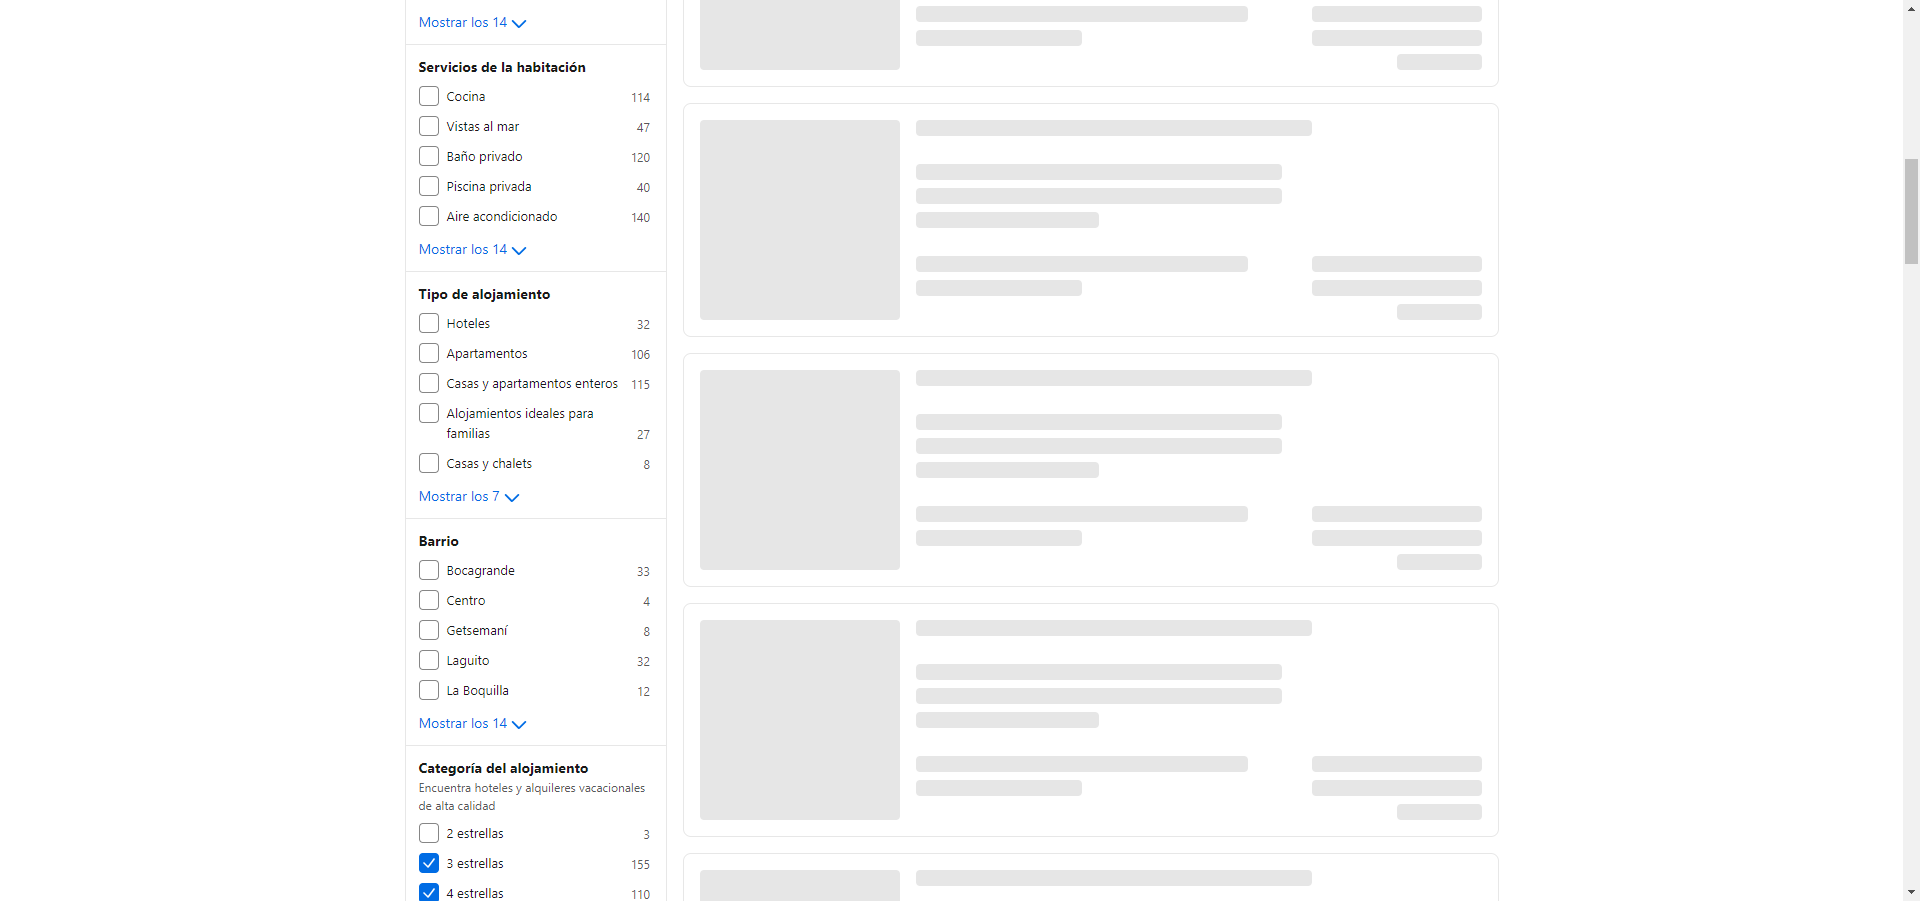 Mostrar los 14
Servicios de la habitación
Cocina 114
Vistas al mar 47
Baño privado 120
Piscina privada 40
Aire acondicionado 140
Mostrar los 14
Tipo de alojamiento
Hoteles 32
Apartamentos 106
Casas y apartamentos enteros 115
Alojamientos ideales para
familias 27
Casas y chalets 8
Mostrar los 7
Barrio
Bocagrande 33
Centro 4
Getsemaní 8
Laguito 32
La Boquilla 12
Mostrar los 14
Categoría del alojamiento
Encuentra hoteles y alquileres vacacionales
de alta calidad
2 estrellas 3
3 estrellas 155
4 estrellas 110